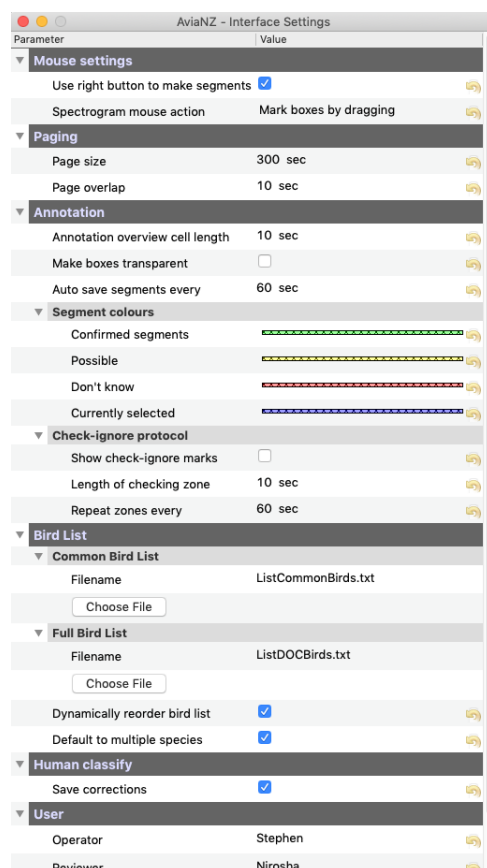 AviaNZ - Interface Settings
Parameter Value
Mouse settings
Use right button to make segments
Spectrogram mouse action Mark boxes by dragging
Paging
Page size 300 sec
Page overlap 10 sec
Annotation
Annotation overview cell length 10 sec
Make boxes transparent
Auto save segments every 60 sec
Segment colours
Confirmed segments
Possible
Don't know
Currently selected
Check-ignore protocol
Show check-ignore marks
Length of checking zone 10 sec
Repeat zones every 60 sec
Bird List
Common Bird List
Filename ListCommonBirds.txt
Choose File
Full Bird List
Filename ListDOCBirds.txt
Choose File
Dynamically reorder bird list
Default to multiple species
Human classify
Save corrections
User
Operator Stephen
Reviewer Nirosha